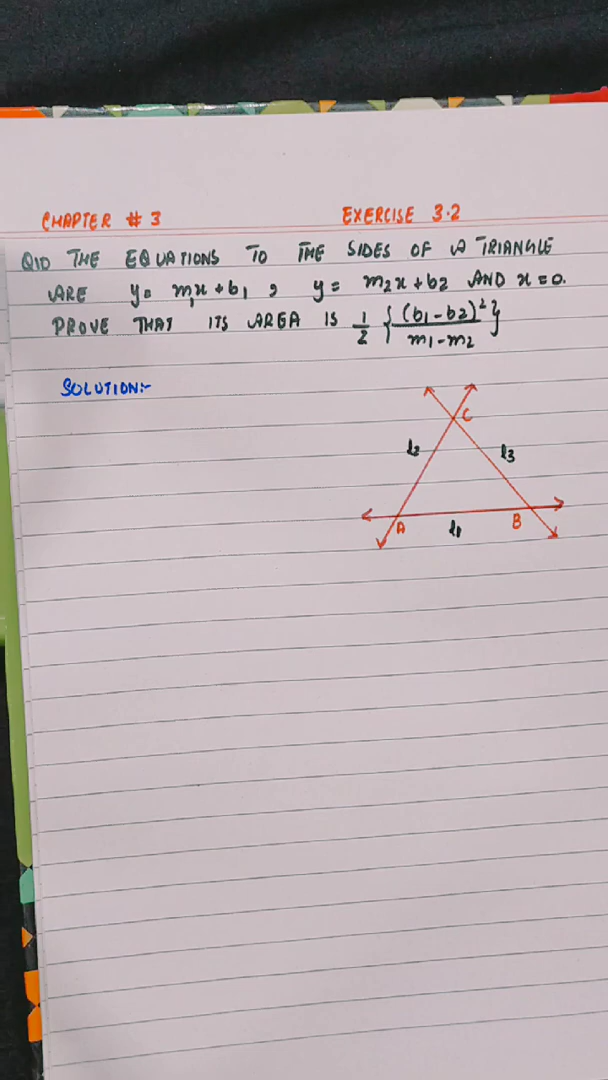 CHAPTER # 3 EXERCISE 3.2
Q10 THE EQUATIONS TO THE SIDES OF A TRIANGLE
ARE y= m₁x + b₁ , y = m₂x + b₂ AND x = 0.
PROVE THAT ITS AREA IS 1/2 {(b₁-b₂)²/m₁-m₂}
SOLUTION:-
C
l₂ l₃
A l₁ B